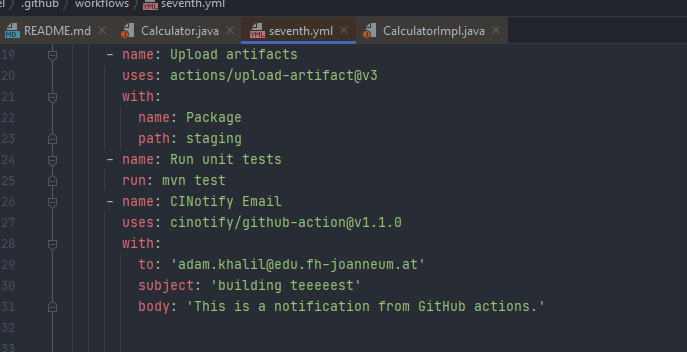 .github › workflows › seventh.yml
README.md × Calculator.java × seventh.yml × CalculatorImpl.java ×
19 - name: Upload artifacts
20 uses: actions/upload-artifact@v3
21 with:
22 name: Package
23 path: staging
24 - name: Run unit tests
25 run: mvn test
26 - name: CINotify Email
27 uses: cinotify/github-action@v1.1.0
28 with:
29 to: 'adam.khalil@edu.fh-joanneum.at'
30 subject: 'building teeeeest'
31 body: 'This is a notification from GitHub actions.'
32
33